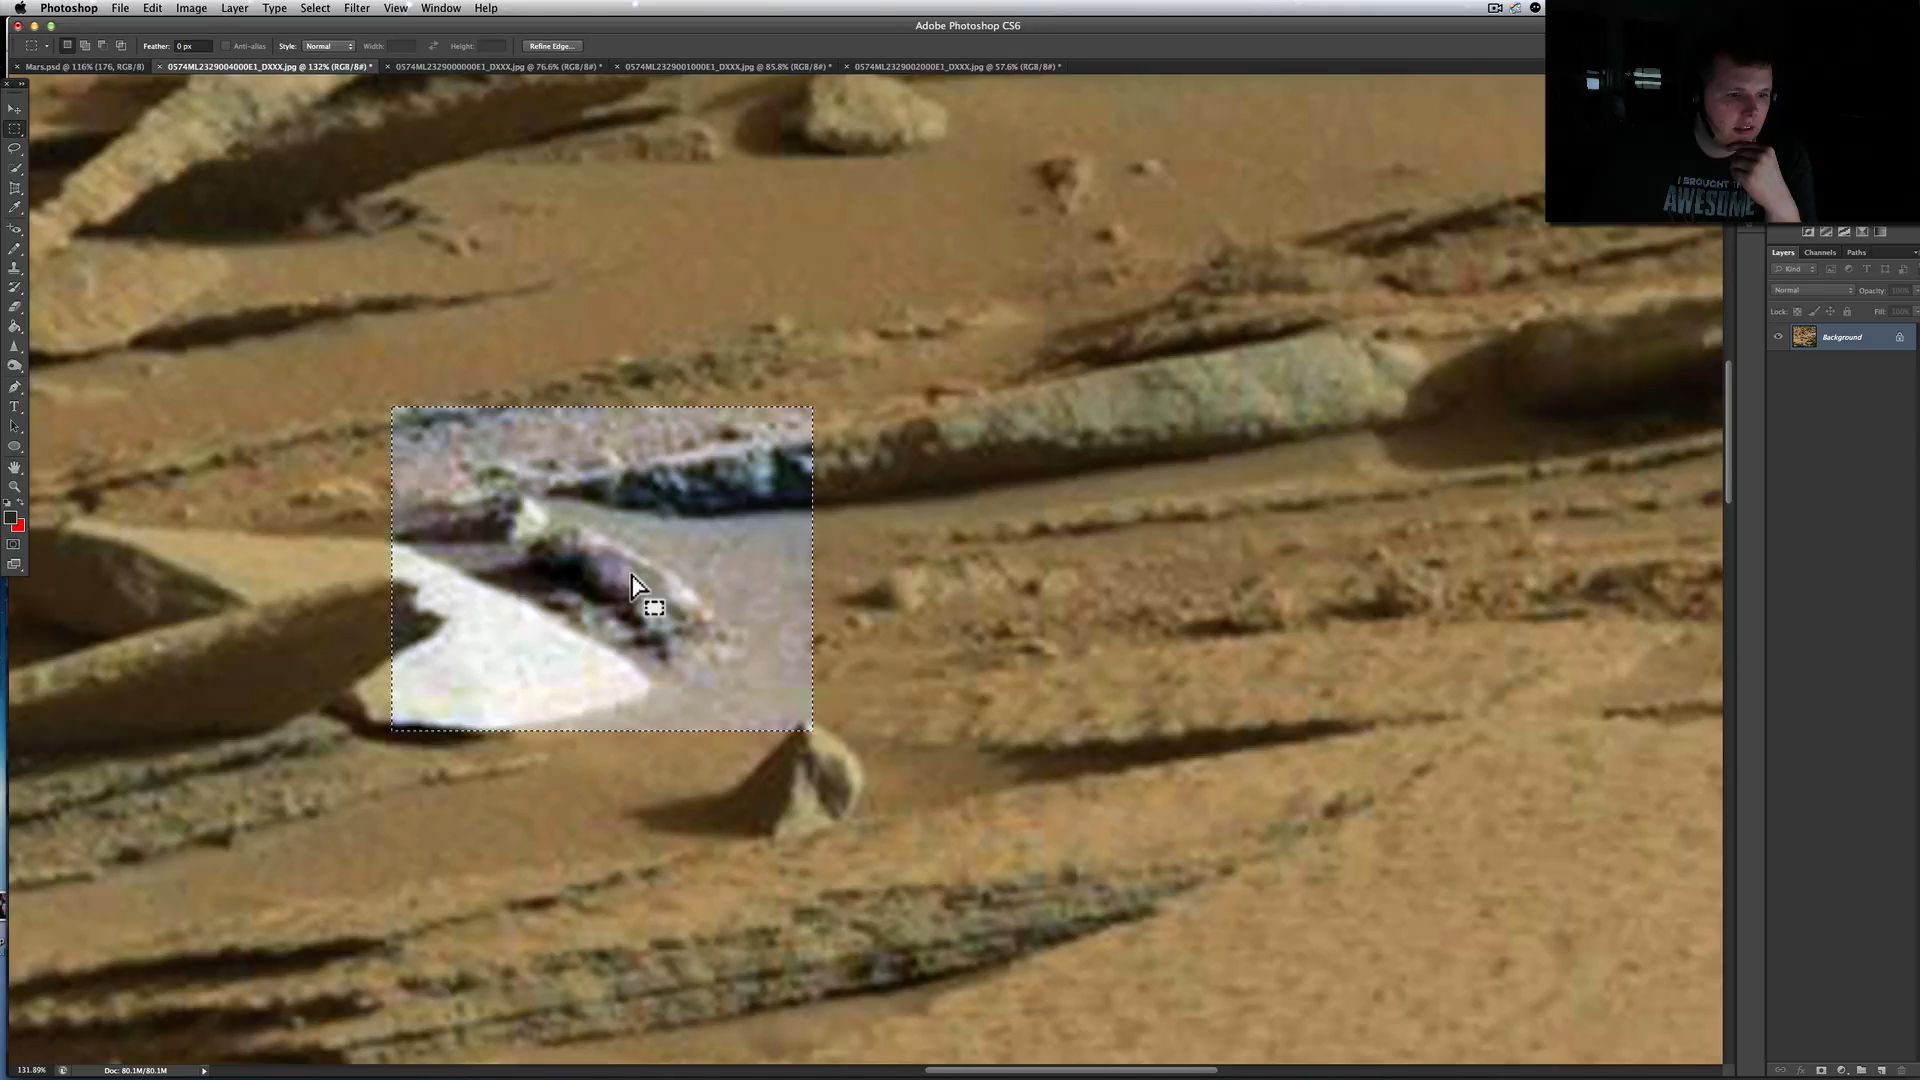 Photoshop File Edit Image Layer Type Select Filter View Window Help
Adobe Photoshop CS6
Feather: 0 px Anti-alias Style: Normal Width: Height: Refine Edge...
Mars.psd @ 116% (176, RGB/8) 0574ML2329004000E1_DXXX.jpg @ 132% (RGB/8#) * 0574ML2329000000E1_DXXX.jpg @ 76.6% (RGB/8*) * 0574ML2329001000E1_DXXX.jpg @ 85.8% (RGB/8#) * 0574ML2329002000E1_DXXX.jpg @ 57.6% (RGB/8*) *
I BROUGHT
AWESOME
Layers Channels Paths
Kind
Normal Opacity: 100%
Lock: Fill: 100%
Background
131.89% Doc: 80.1M/80.1M